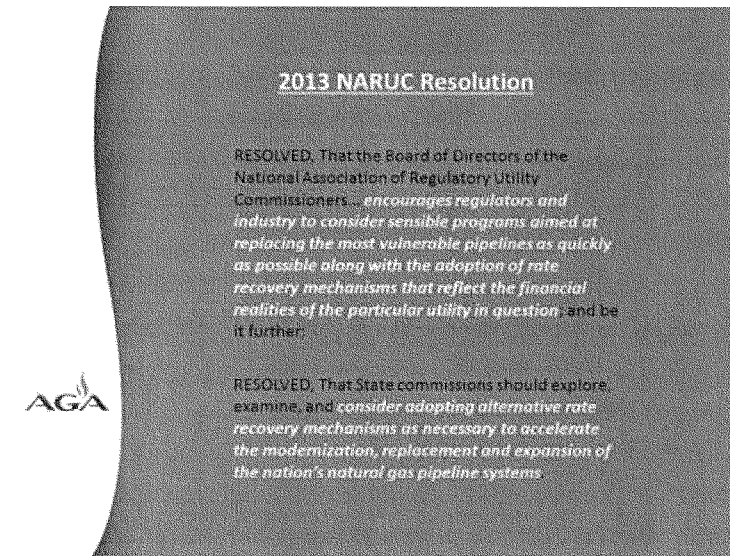 2013 NARUC Resolution
RESOLVED, That the Board of Directors of the
National Association of Regulatory Utility
Commissioners... encourages regulators and
industry to consider sensible programs aimed at
replacing the most vulnerable pipelines as quickly
as possible along with the adoption of rate
recovery mechanisms that reflect the financial
realities of the particular utility in question; and be
it further;
RESOLVED, That State commissions should explore,
examine, and consider adopting alternative rate
recovery mechanisms as necessary to accelerate
the modernization, replacement and expansion of
the nation's natural gas pipeline systems.
AGA